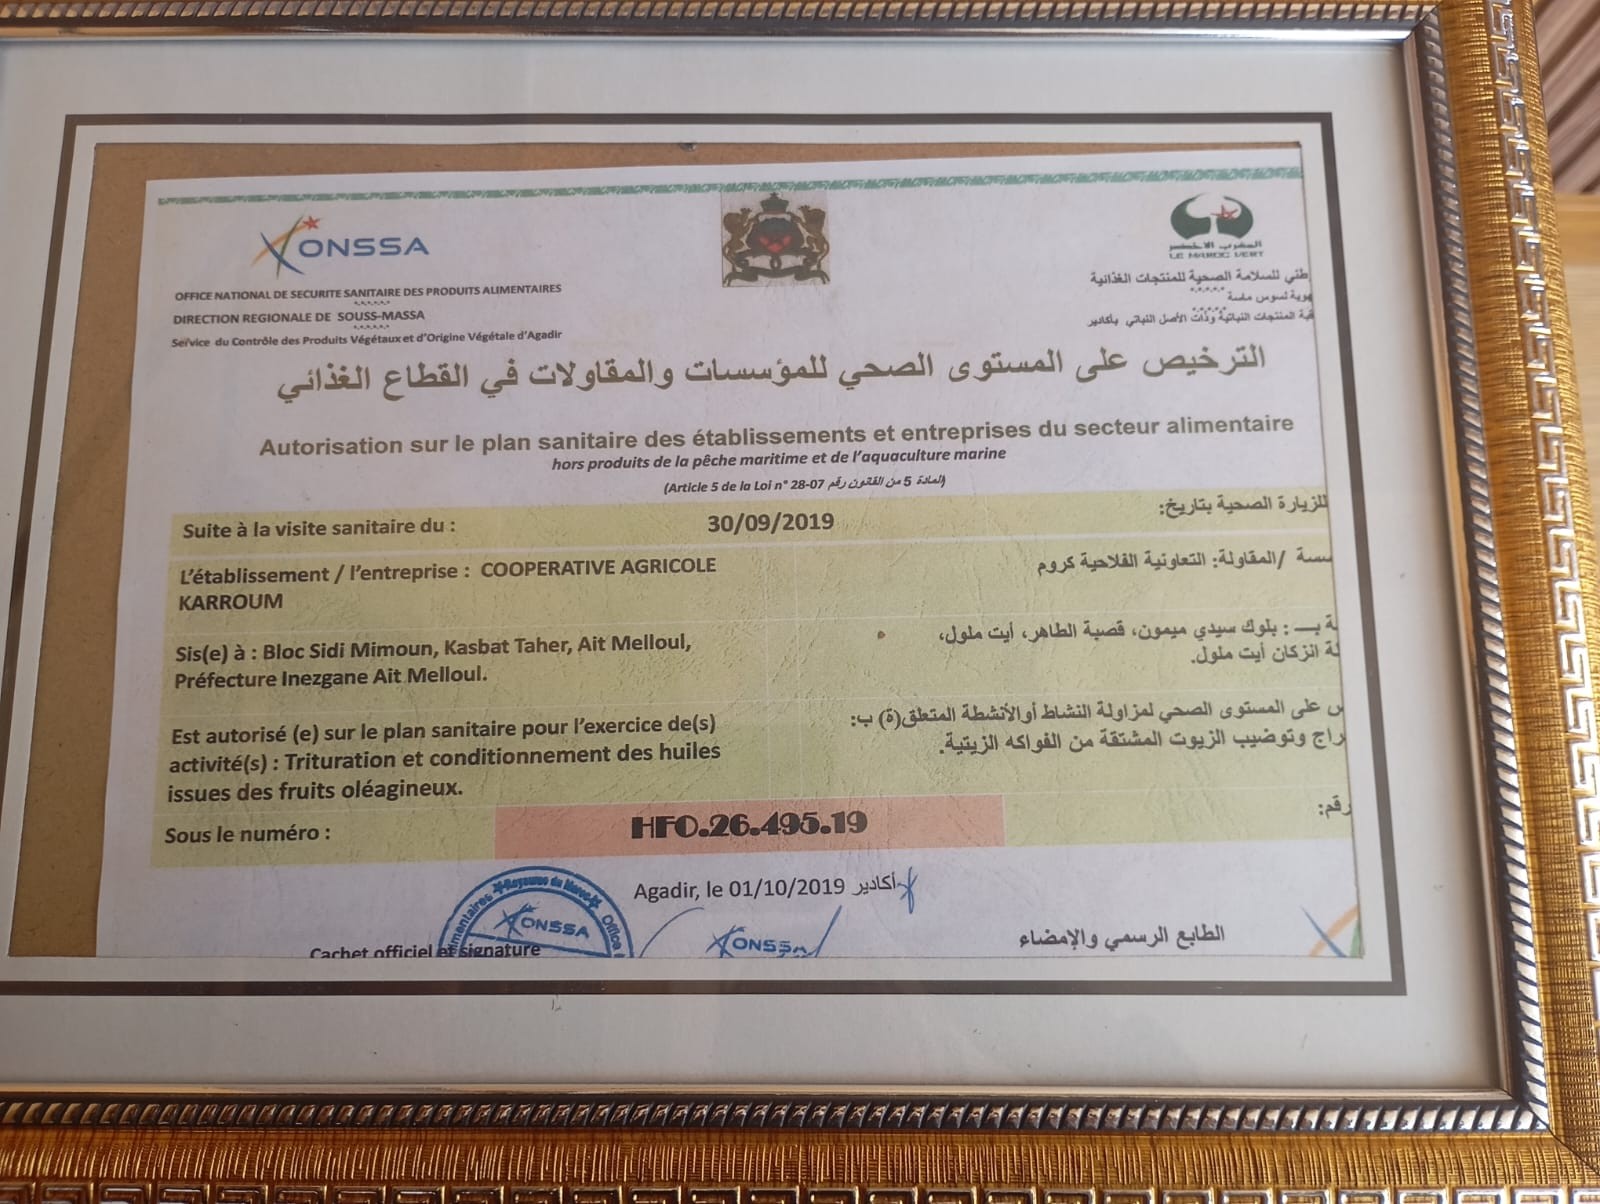 ONSSA
المغرب الأخضر
LE MAROC VERT
OFFICE NATIONAL DE SECURITE SANITAIRE DES PRODUITS ALIMENTAIRES
للسلامة الصحية للمنتجات الغذائية
DIRECTION REGIONALE DE SOUSS-MASSA
لسوس ماسة
Service du Contrôle des Produits Végétaux et d'Origine Végétale d'Agadir
المنتجات النباتية وذات الأصل النباتي بأكادير
الترخيص على المستوى الصحي للمؤسسات والمقاولات في القطاع الغذائي
Autorisation sur le plan sanitaire des établissements et entreprises du secteur alimentaire
hors produits de la pêche maritime et de l'aquaculture marine
(Article 5 de la Loi n° 28-07 المادة 5 من القانون رقم)
Suite à la visite sanitaire du : 30/09/2019 للزيارة الصحية بتاريخ:
L'établissement / l'entreprise : COOPERATIVE AGRICOLE
KARROUM
/المقاولة: التعاونية الفلاحية كروم
Sis(e) à : Bloc Sidi Mimoun, Kasbat Taher, Ait Melloul,
Préfecture Inezgane Ait Melloul.
: بلوك سيدي ميمون، قصبة الطاهر، أيت ملول،
انزكان أيت ملول.
Est autorisé (e) sur le plan sanitaire pour l'exercice de(s)
activité(s) : Trituration et conditionnement des huiles
issues des fruits oléagineux.
على المستوى الصحي لمزاولة النشاط أوالأنشطة المتعلق(ة) ب:
وتوضيب الزيوت المشتقة من الفواكه الزيتية.
Sous le numéro : HFO.26.495.19 رقم:
Agadir, le 01/10/2019 أكادير
Royaume du Maroc
Office
ONSSA
ONSSA
Cachet officiel et signature
الطابع الرسمي والإمضاء